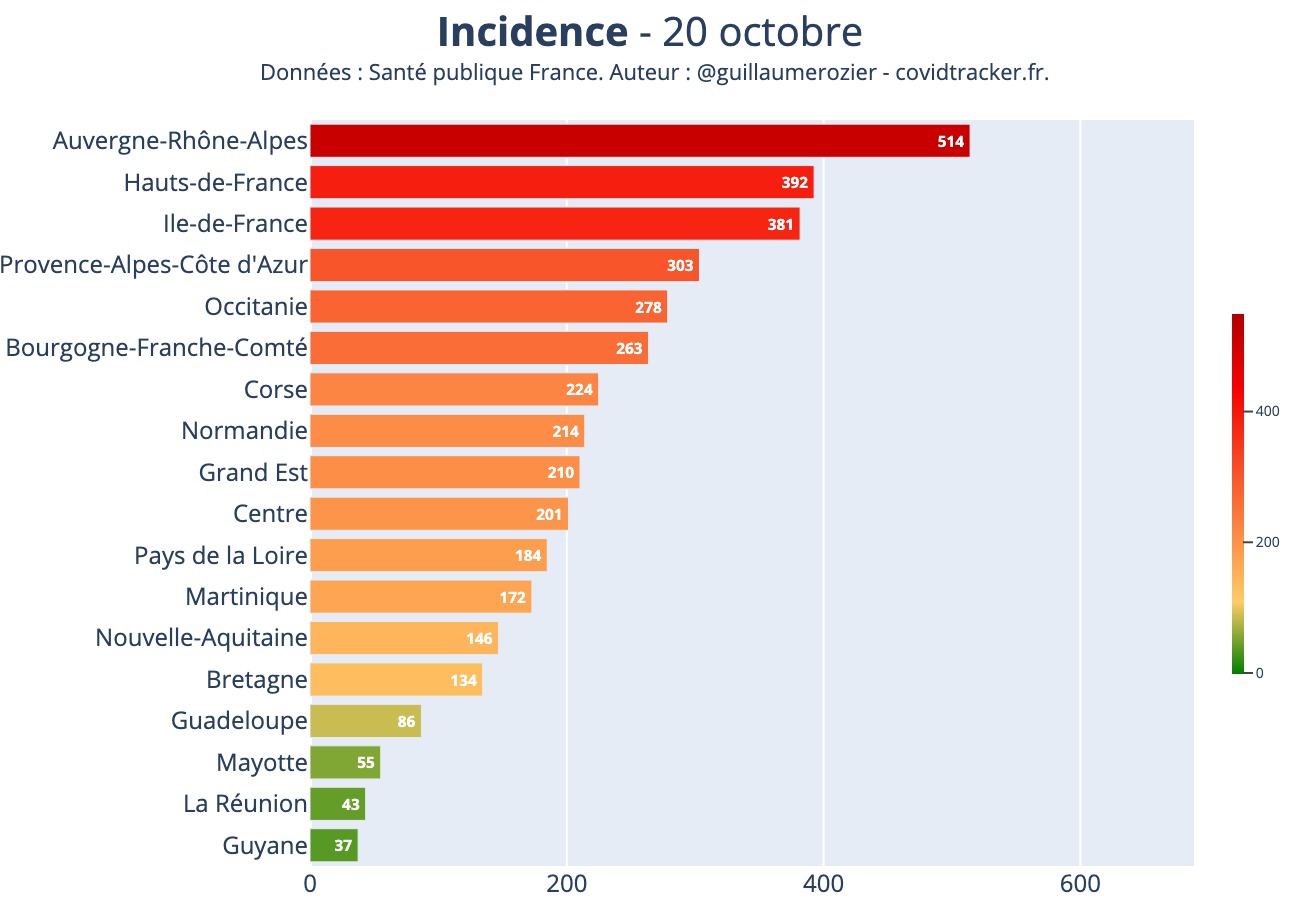 Incidence - 20 octobre
Données : Santé publique France. Auteur : @guillaumerozier - covidtracker.fr.
Auvergne-Rhône-Alpes 514
Hauts-de-France 392
Ile-de-France 381
Provence-Alpes-Côte d'Azur 303
Occitanie 278
Bourgogne-Franche-Comté 263
Corse 224
Normandie 214
Grand Est 210
Centre 201
Pays de la Loire 184
Martinique 172
Nouvelle-Aquitaine 146
Bretagne 134
Guadeloupe 86
Mayotte 55
La Réunion 43
Guyane 37
0 200 400 600
400
200
0